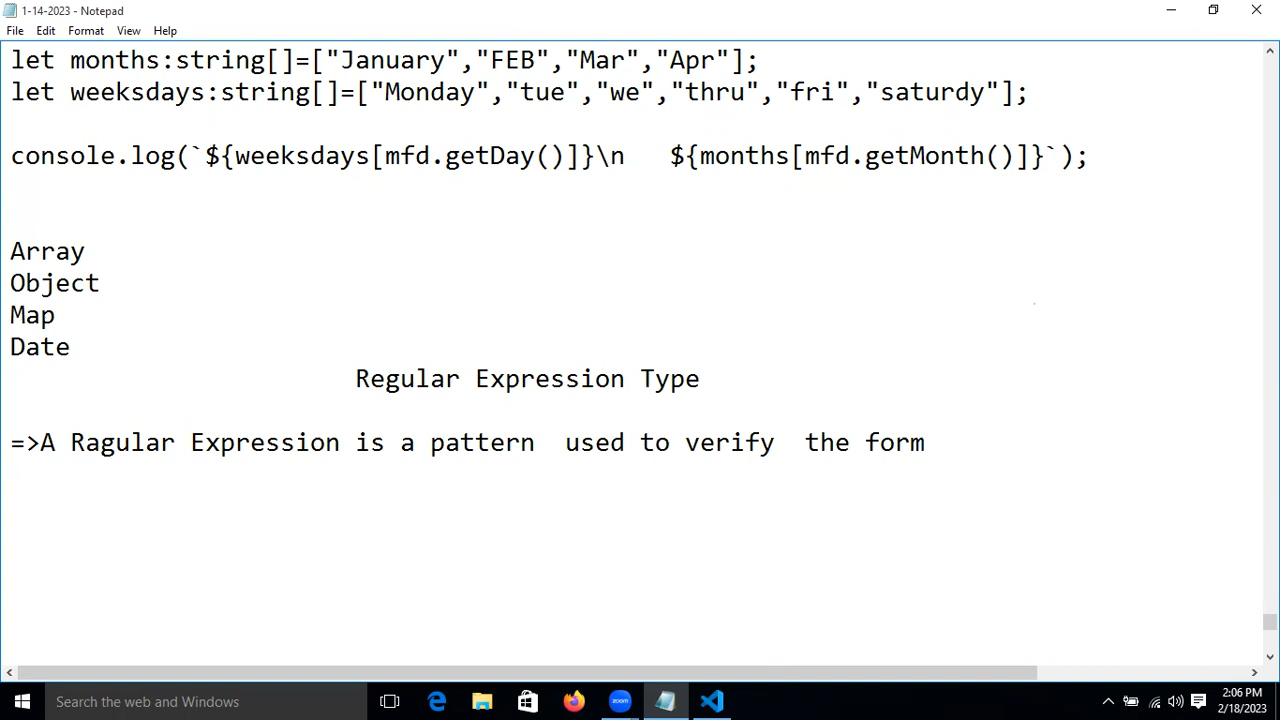 1-14-2023 - Notepad
File Edit Format View Help
let months:string[]=["January","FEB","Mar","Apr"];
let weeksdays:string[]=["Monday","tue","we","thru","fri","saturdy"];
console.log(`${weeksdays[mfd.getDay()]}\n   ${months[mfd.getMonth()]}`);
Array
Object
Map
Date
Regular Expression Type
=>A Ragular Expression is a pattern  used to verify  the form
Search the web and Windows
zoom
2:06 PM
2/18/2023